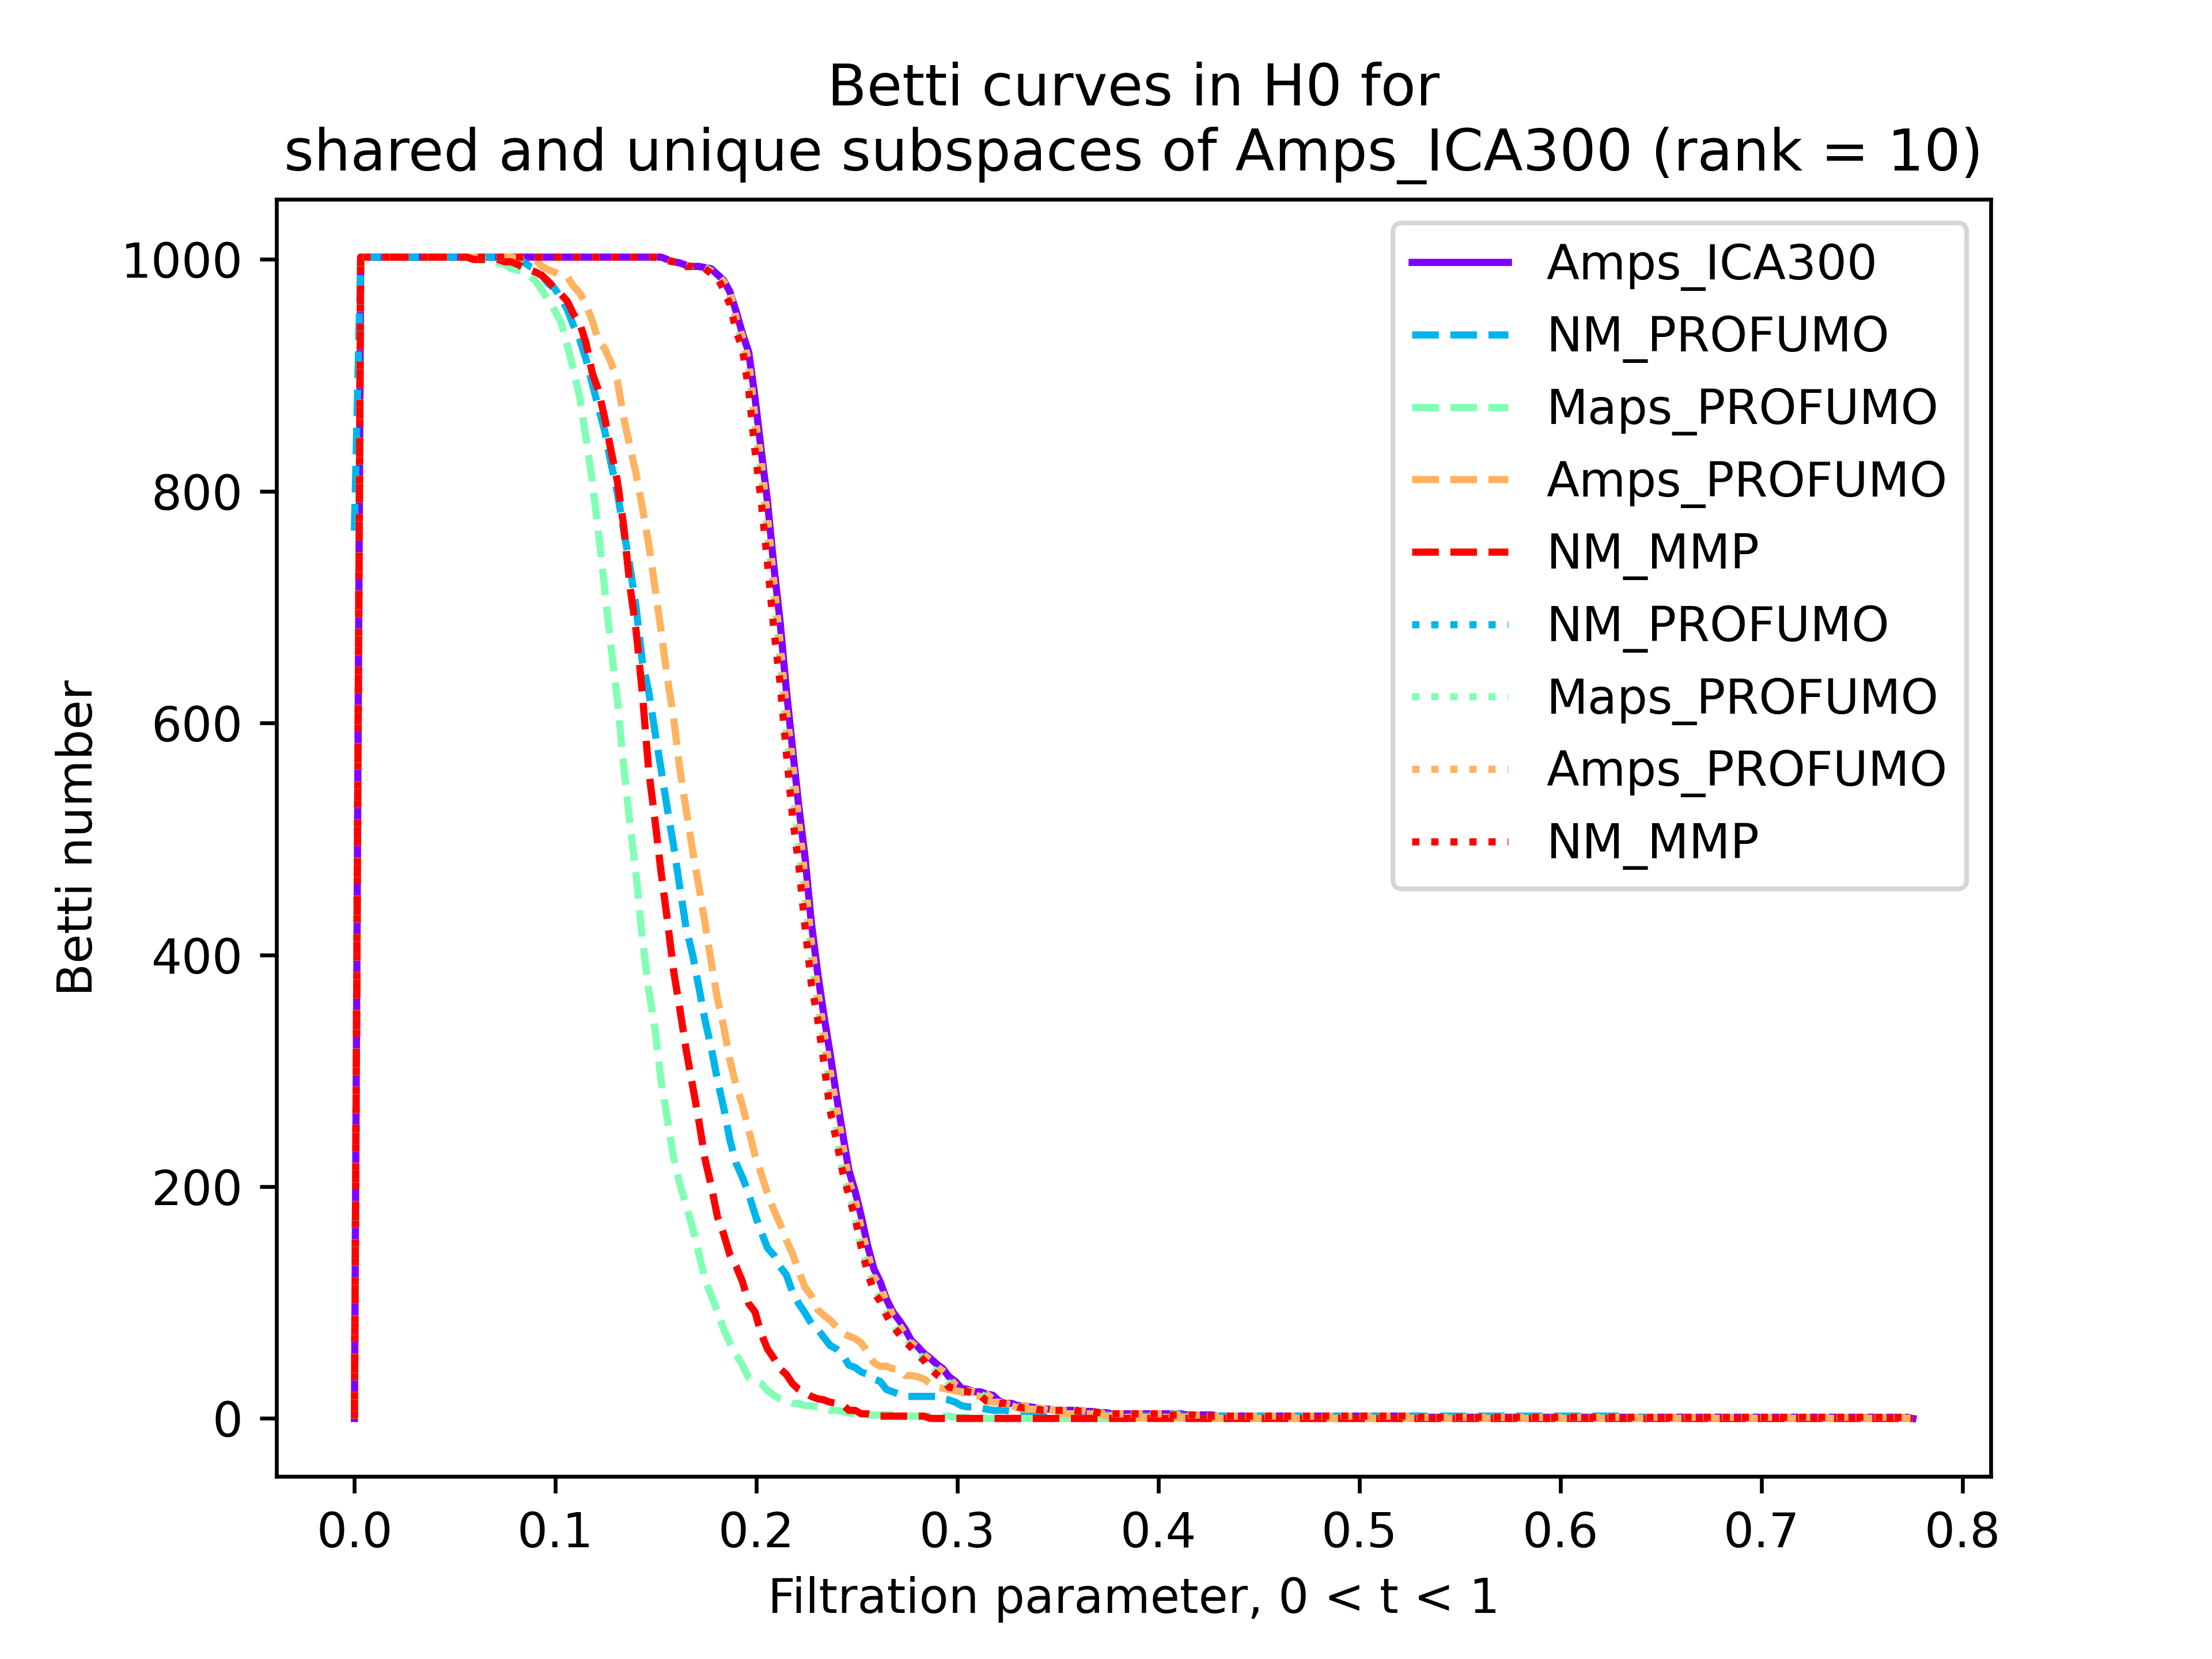 Betti curves in H0 for
shared and unique subspaces of Amps_ICA300 (rank = 10)
Betti number
1000
800
600
400
200
0
0.0 0.1 0.2 0.3 0.4 0.5 0.6 0.7 0.8
Filtration parameter, 0 < t < 1
Amps_ICA300
NM_PROFUMO
Maps_PROFUMO
Amps_PROFUMO
NM_MMP
NM_PROFUMO
Maps_PROFUMO
Amps_PROFUMO
NM_MMP